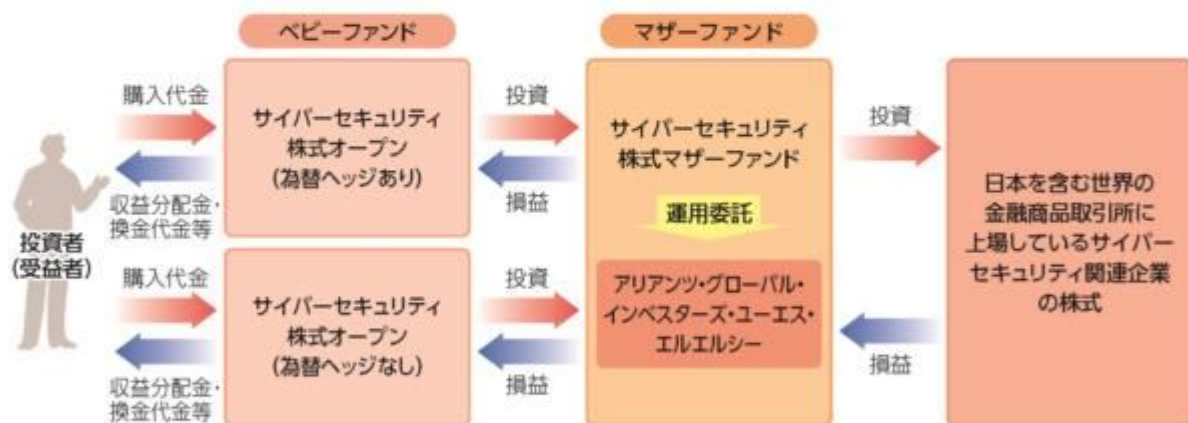 ベビーファンド
マザーファンド
購入代金
収益分配金・
換金代金等
投資者
(受益者)
購入代金
収益分配金・
換金代金等
サイバーセキュリティ
株式オープン
(為替ヘッジあり)
サイバーセキュリティ
株式オープン
(為替ヘッジなし)
投資
損益
投資
損益
サイバーセキュリティ
株式マザーファンド
運用委託
アリアンツ・グローバル・
インベスターズ・ユーエス・
エルエルシー
投資
損益
日本を含む世界の
金融商品取引所に
上場しているサイバー
セキュリティ関連企業
の株式